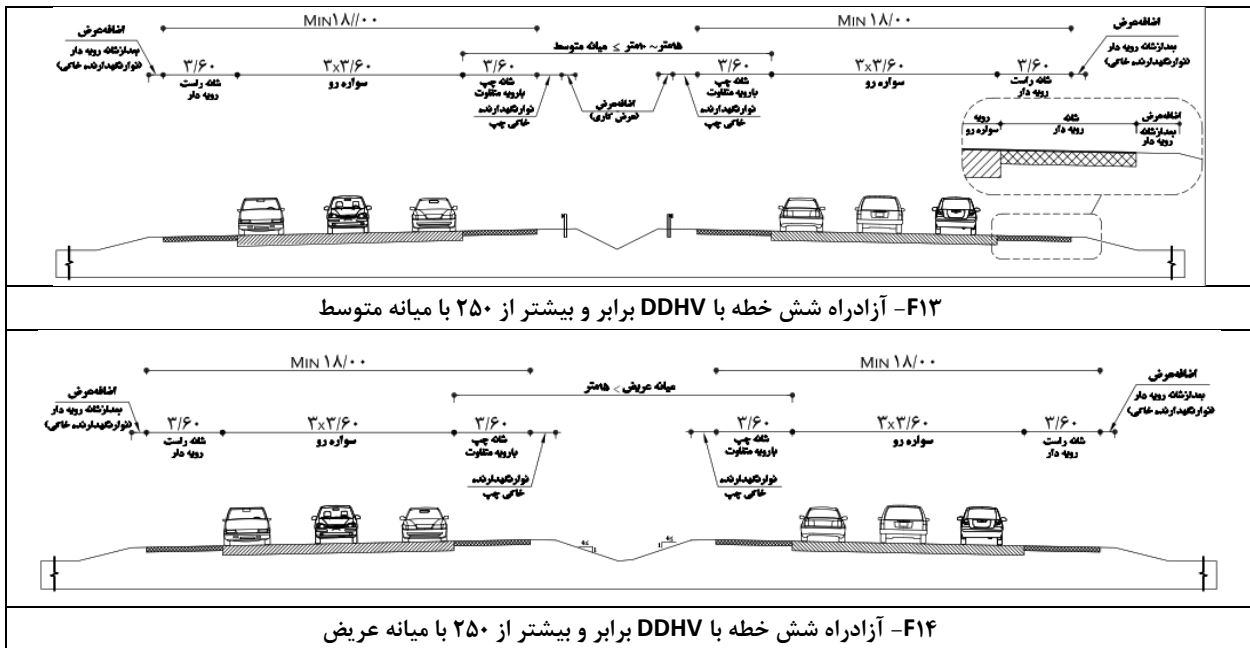 MIN ۱۸//۰۰
MIN ۱۸/۰۰
اضافه‌عرض
بعدازشانه رویه دار
(نوارنگهدارنده خاکی)
۱۵متر ~ ۱۰متر ≥ میانه متوسط
اضافه‌عرض
بعدازشانه رویه دار
(نوارنگهدارنده خاکی)
۳/۶۰
شانه راست
رویه دار
۳x۳/۶۰
سواره رو
۳/۶۰
شانه چپ
بارویه متفاوت
نوارنگهدارنده
خاکی چپ
اضافه‌عرض
(عرض کاری)
۳/۶۰
شانه چپ
بارویه متفاوت
نوارنگهدارنده
خاکی چپ
۳x۳/۶۰
سواره رو
۳/۶۰
شانه راست
رویه دار
رویه
سواره رو
شانه
رویه دار
اضافه‌عرض
بعدازشانه
رویه دار
F۱۳- آزادراه شش خطه با DDHV برابر و بیشتر از ۲۵۰ با میانه متوسط
MIN ۱۸/۰۰
MIN ۱۸/۰۰
اضافه‌عرض
بعدازشانه رویه دار
(نوارنگهدارنده خاکی)
میانه عریض > ۱۵متر
اضافه‌عرض
بعدازشانه رویه دار
(نوارنگهدارنده خاکی)
۳/۶۰
شانه راست
رویه دار
۳x۳/۶۰
سواره رو
۳/۶۰
شانه چپ
بارویه متفاوت
نوارنگهدارنده
خاکی چپ
۳/۶۰
شانه چپ
بارویه متفاوت
نوارنگهدارنده
خاکی چپ
۳x۳/۶۰
سواره رو
۳/۶۰
شانه راست
رویه دار
F۱۴- آزادراه شش خطه با DDHV برابر و بیشتر از ۲۵۰ با میانه عریض